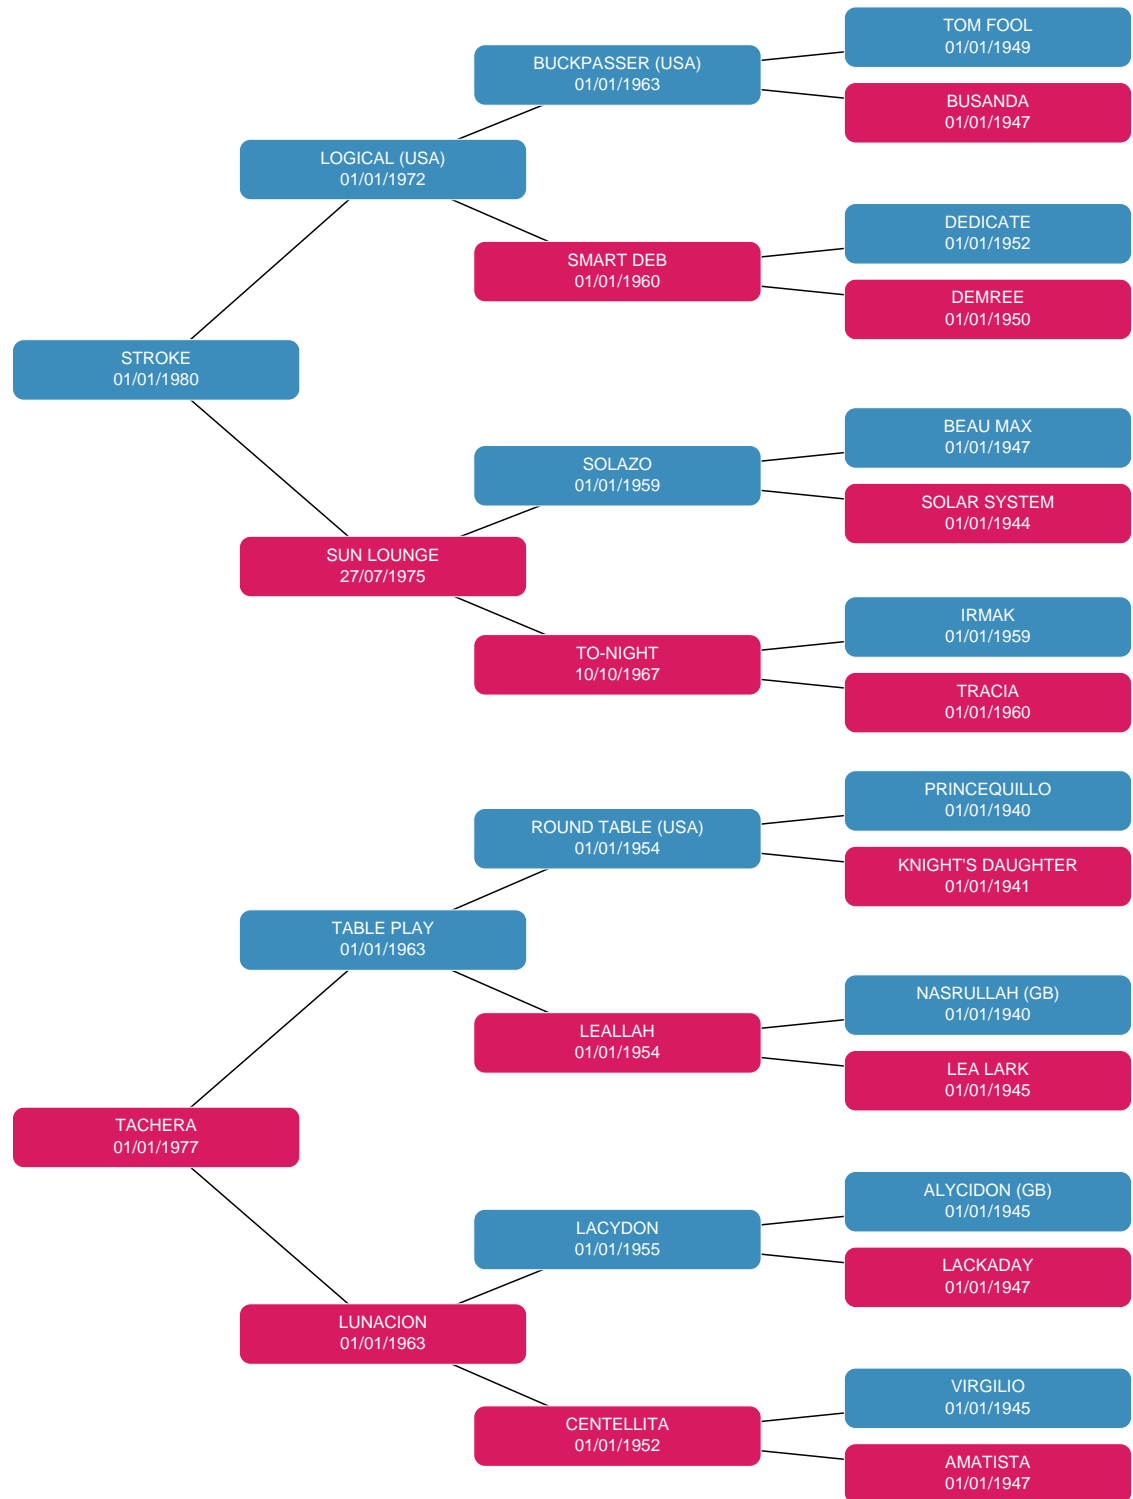 TOM FOOL
01/01/1949
BUCKPASSER (USA)
01/01/1963
BUSANDA
01/01/1947
LOGICAL (USA)
01/01/1972
DEDICATE
01/01/1952
SMART DEB
01/01/1960
DEMREE
01/01/1950
STROKE
01/01/1980
BEAU MAX
01/01/1947
SOLAZO
01/01/1959
SOLAR SYSTEM
01/01/1944
SUN LOUNGE
27/07/1975
IRMAK
01/01/1959
TO-NIGHT
10/10/1967
TRACIA
01/01/1960
PRINCEQUILLO
01/01/1940
ROUND TABLE (USA)
01/01/1954
KNIGHT'S DAUGHTER
01/01/1941
TABLE PLAY
01/01/1963
NASRULLAH (GB)
01/01/1940
LEALLAH
01/01/1954
LEA LARK
01/01/1945
TACHERA
01/01/1977
ALYCIDON (GB)
01/01/1945
LACYDON
01/01/1955
LACKADAY
01/01/1947
LUNACION
01/01/1963
VIRGILIO
01/01/1945
CENTELLITA
01/01/1952
AMATISTA
01/01/1947